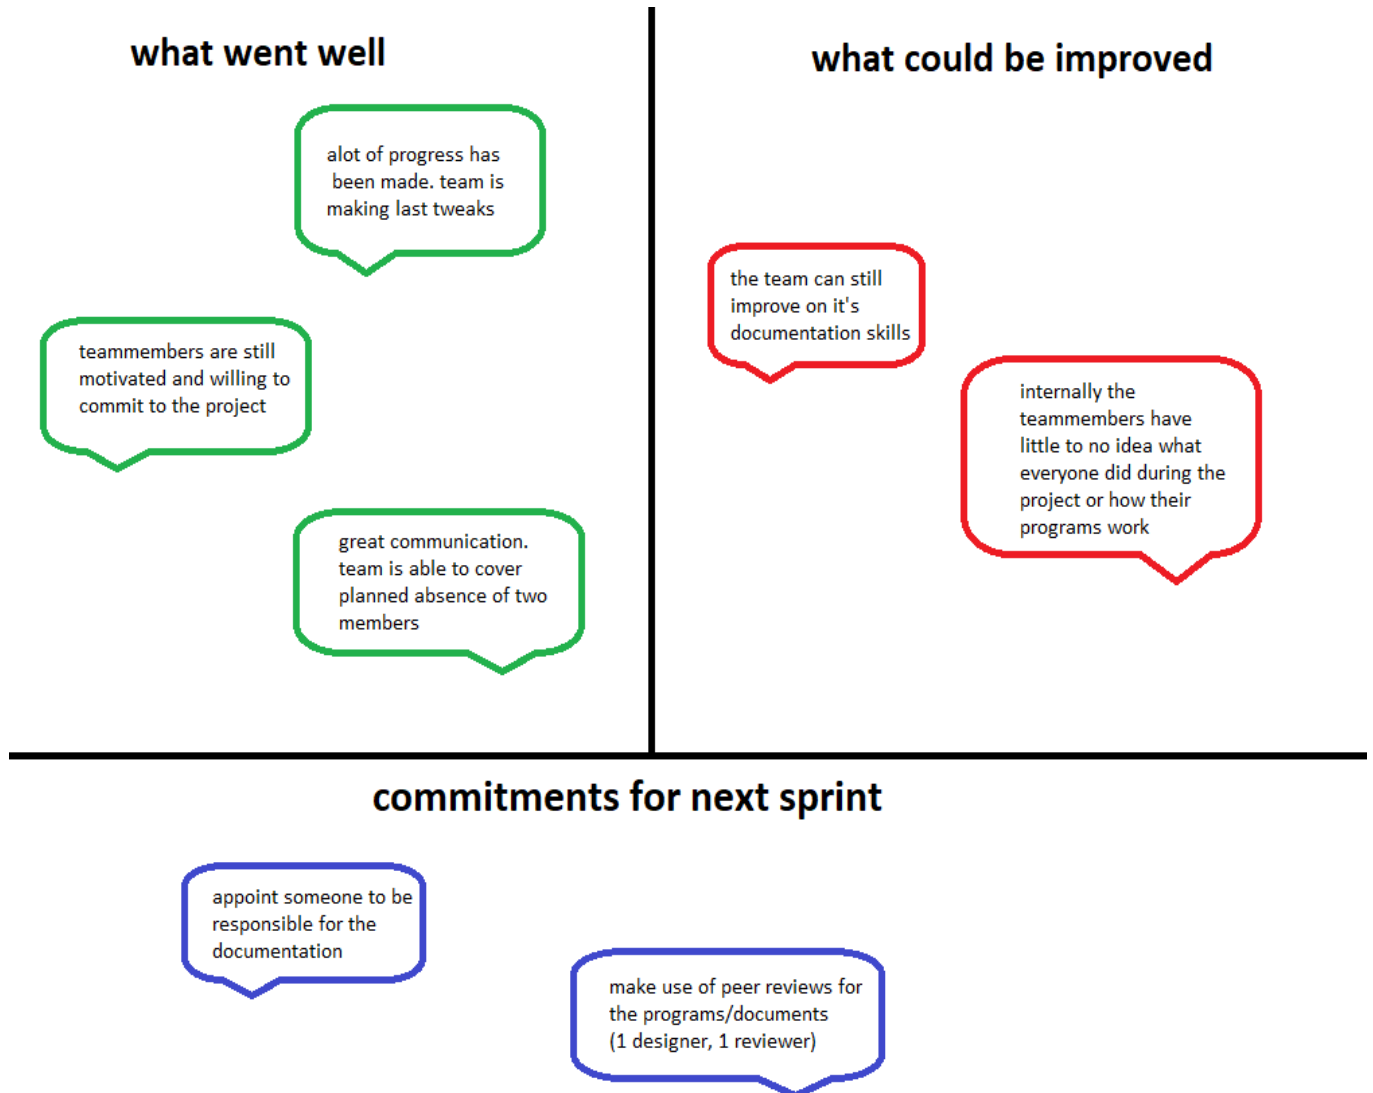 what went well
alot of progress has
been made. team is
making last tweaks
teammembers are still
motivated and willing to
commit to the project
great communication.
team is able to cover
planned absence of two
members
what could be improved
the team can still
improve on it's
documentation skills
internally the
teammembers have
little to no idea what
everyone did during the
project or how their
programs work
commitments for next sprint
appoint someone to be
responsible for the
documentation
make use of peer reviews for
the programs/documents
(1 designer, 1 reviewer)